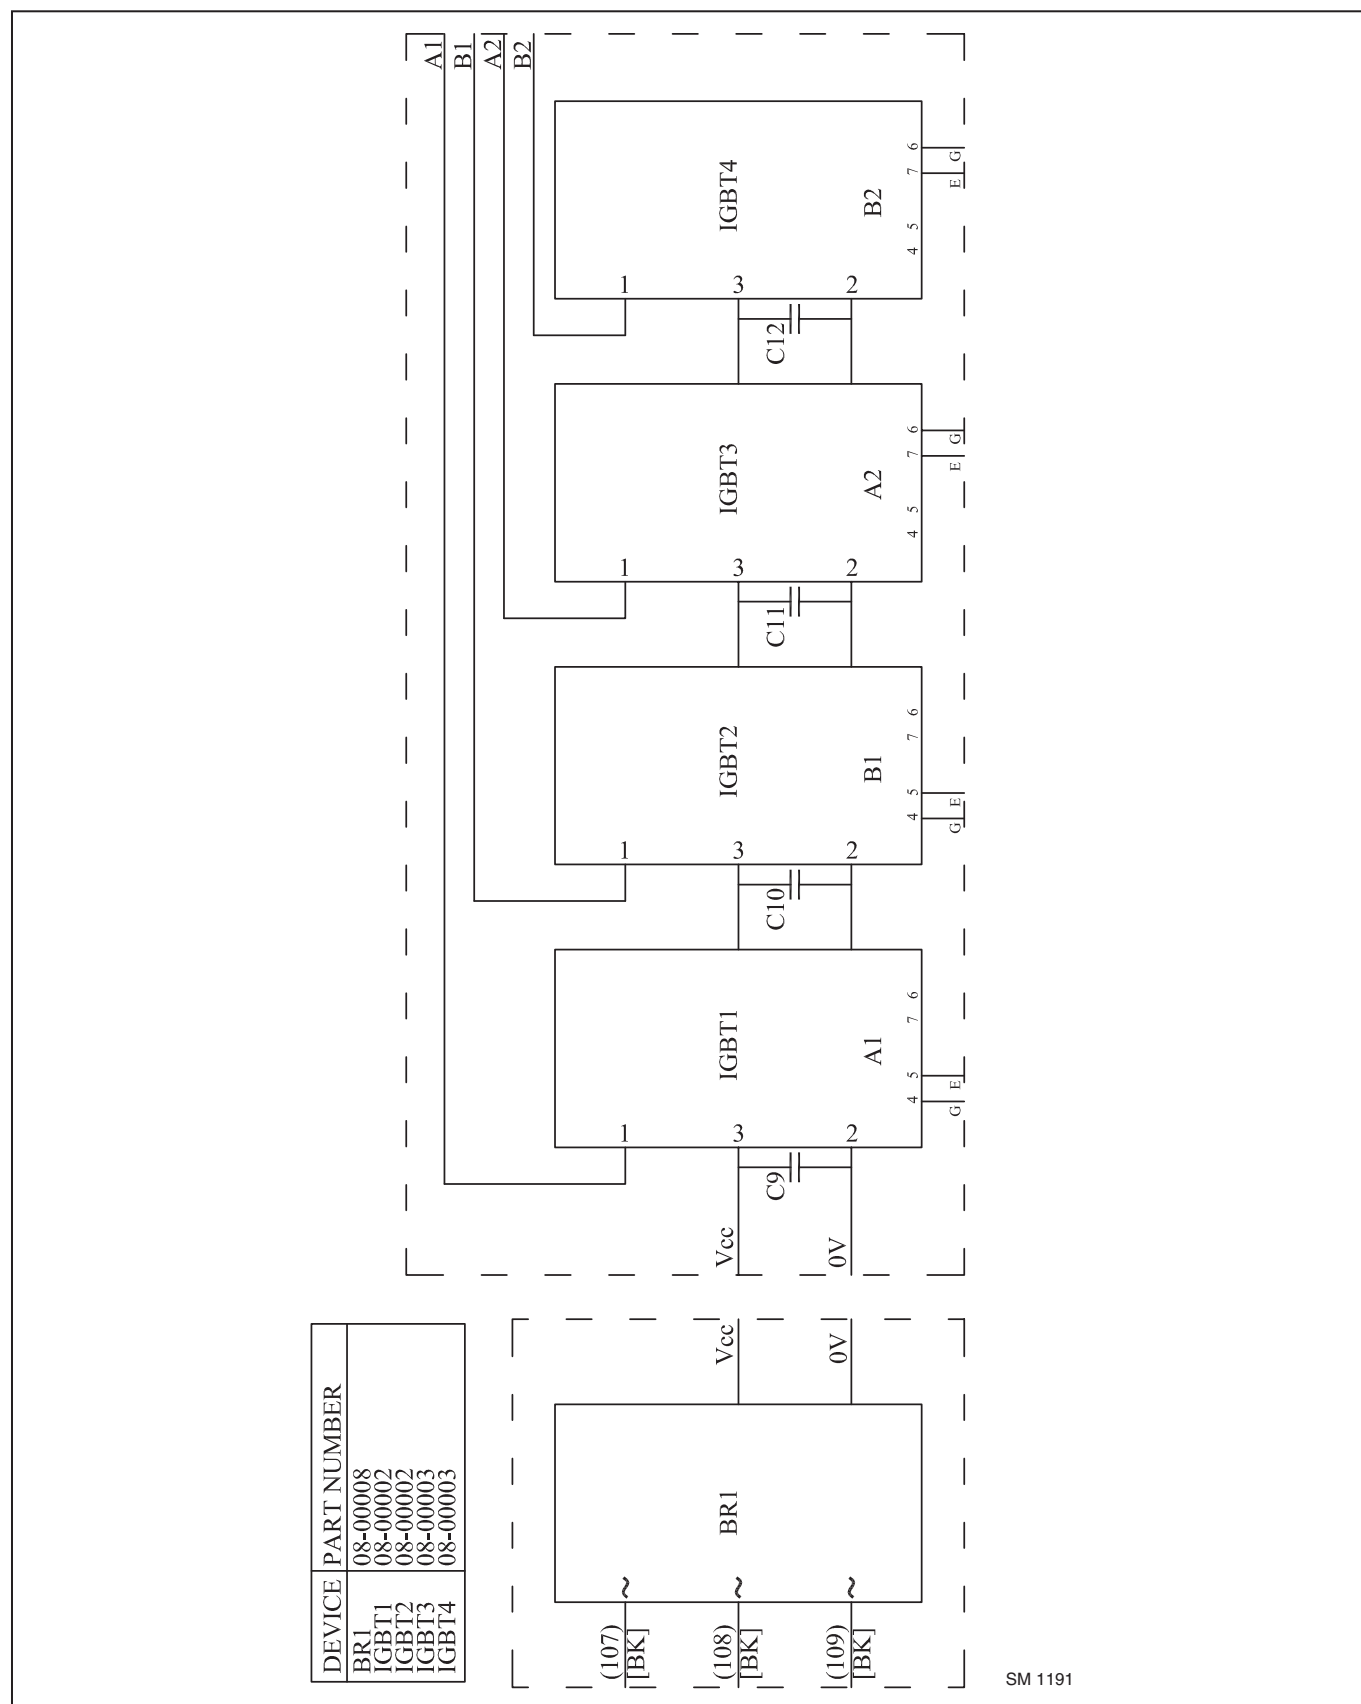 DEVICE PART NUMBER
BR1 08-00008
IGBT1 08-00002
IGBT2 08-00002
IGBT3 08-00003
IGBT4 08-00003
(107)
[BK]
~
(108)
[BK]
~
(109)
[BK]
~
BR1
Vcc
0V
Vcc
0V
C9
1
3
2
IGBT1
A1
4
5
7
6
G
E
C10
1
3
2
IGBT2
B1
4
5
7
6
G
E
C11
1
3
2
IGBT3
A2
4
5
7
6
E
G
C12
1
3
2
IGBT4
B2
4
5
7
6
E
G
A1
B1
A2
B2
SM 1191